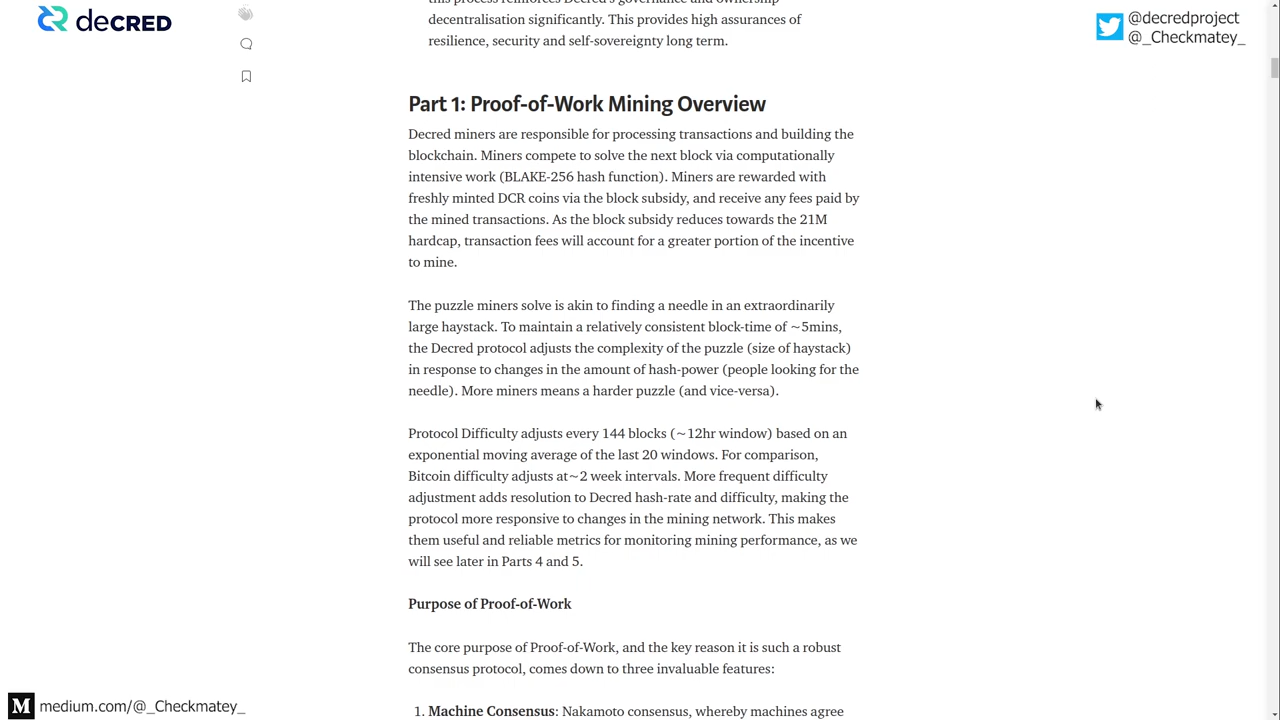 decred
@decredproject
@_Checkmatey_
this process reinforces Decred's governance and ownership
decentralisation significantly. This provides high assurances of
resilience, security and self-sovereignty long term.
Part 1: Proof-of-Work Mining Overview
Decred miners are responsible for processing transactions and building the
blockchain. Miners compete to solve the next block via computationally
intensive work (BLAKE-256 hash function). Miners are rewarded with
freshly minted DCR coins via the block subsidy, and receive any fees paid by
the mined transactions. As the block subsidy reduces towards the 21M
hardcap, transaction fees will account for a greater portion of the incentive
to mine.
The puzzle miners solve is akin to finding a needle in an extraordinarily
large haystack. To maintain a relatively consistent block-time of ~5mins,
the Decred protocol adjusts the complexity of the puzzle (size of haystack)
in response to changes in the amount of hash-power (people looking for the
needle). More miners means a harder puzzle (and vice-versa).
Protocol Difficulty adjusts every 144 blocks (~12hr window) based on an
exponential moving average of the last 20 windows. For comparison,
Bitcoin difficulty adjusts at~2 week intervals. More frequent difficulty
adjustment adds resolution to Decred hash-rate and difficulty, making the
protocol more responsive to changes in the mining network. This makes
them useful and reliable metrics for monitoring mining performance, as we
will see later in Parts 4 and 5.
Purpose of Proof-of-Work
The core purpose of Proof-of-Work, and the key reason it is such a robust
consensus protocol, comes down to three invaluable features:
1. Machine Consensus: Nakamoto consensus, whereby machines agree
M medium.com/@_Checkmatey_